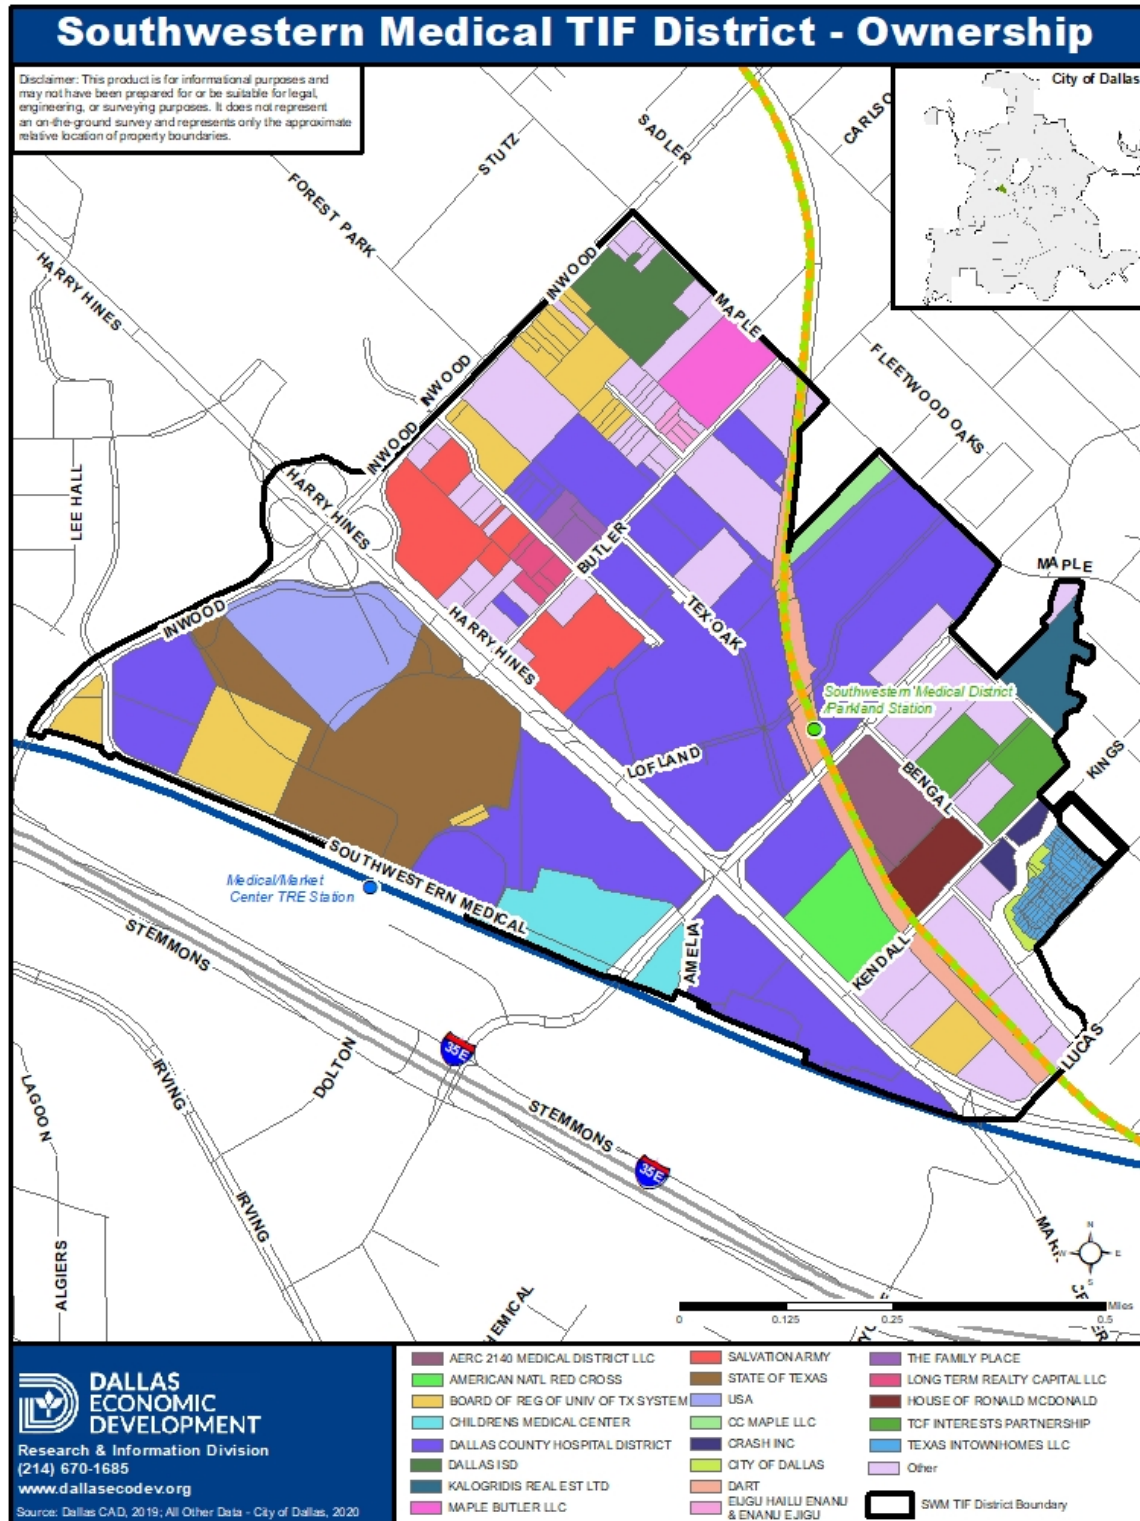 Southwestern Medical TIF District - Ownership
Disclaimer: This product is for informational purposes and
may not have been prepared for or be suitable for legal,
engineering, or surveying purposes. It does not represent
an on-the-ground survey and represents only the approximate
relative location of property boundaries.
City of Dallas
SADLER
STUTZ
FOREST PARK
HARRY HINES
INWOOD
MAPLE
FLEETWOOD OAKS
INWOOD
INWOOD
HARRY HINES
LEE HALL
BUTLER
MAPLE
TEX OAK
INWOOD
HARRY HINES
Southwestern Medical District
/Parkland Station
LOFLAND
BENGAL
KINGS
SOUTHWESTERN MEDICAL
Medical/Market
Center TRE Station
STEMMONS
AMELIA
KENDALL
LUCAS
35E
DOLTON
IRVING
LAGOON
STEMMONS
35E
IRVING
ALGIERS
N
W
E
S
Miles
0
0.125
0.25
0.5
DALLAS
ECONOMIC
DEVELOPMENT
Research & Information Division
(214) 670-1685
www.dallasecodev.org
Source: Dallas CAD, 2019; All Other Data - City of Dallas, 2020
AERC 2140 MEDICAL DISTRICT LLC
AMERICAN NATL RED CROSS
BOARD OF REG OF UNIV OF TX SYSTEM
CHILDRENS MEDICAL CENTER
DALLAS COUNTY HOSPITAL DISTRICT
DALLAS ISD
KALOGRIDIS REAL EST LTD
MAPLE BUTLER LLC
SALVATION ARMY
STATE OF TEXAS
USA
CC MAPLE LLC
CRASH INC
CITY OF DALLAS
DART
EIJGU HAILU ENANU
& ENANU EJIGU
THE FAMILY PLACE
LONG TERM REALTY CAPITAL LLC
HOUSE OF RONALD MCDONALD
TCF INTERESTS PARTNERSHIP
TEXAS INTOWNHOMES LLC
Other
SWM TIF District Boundary